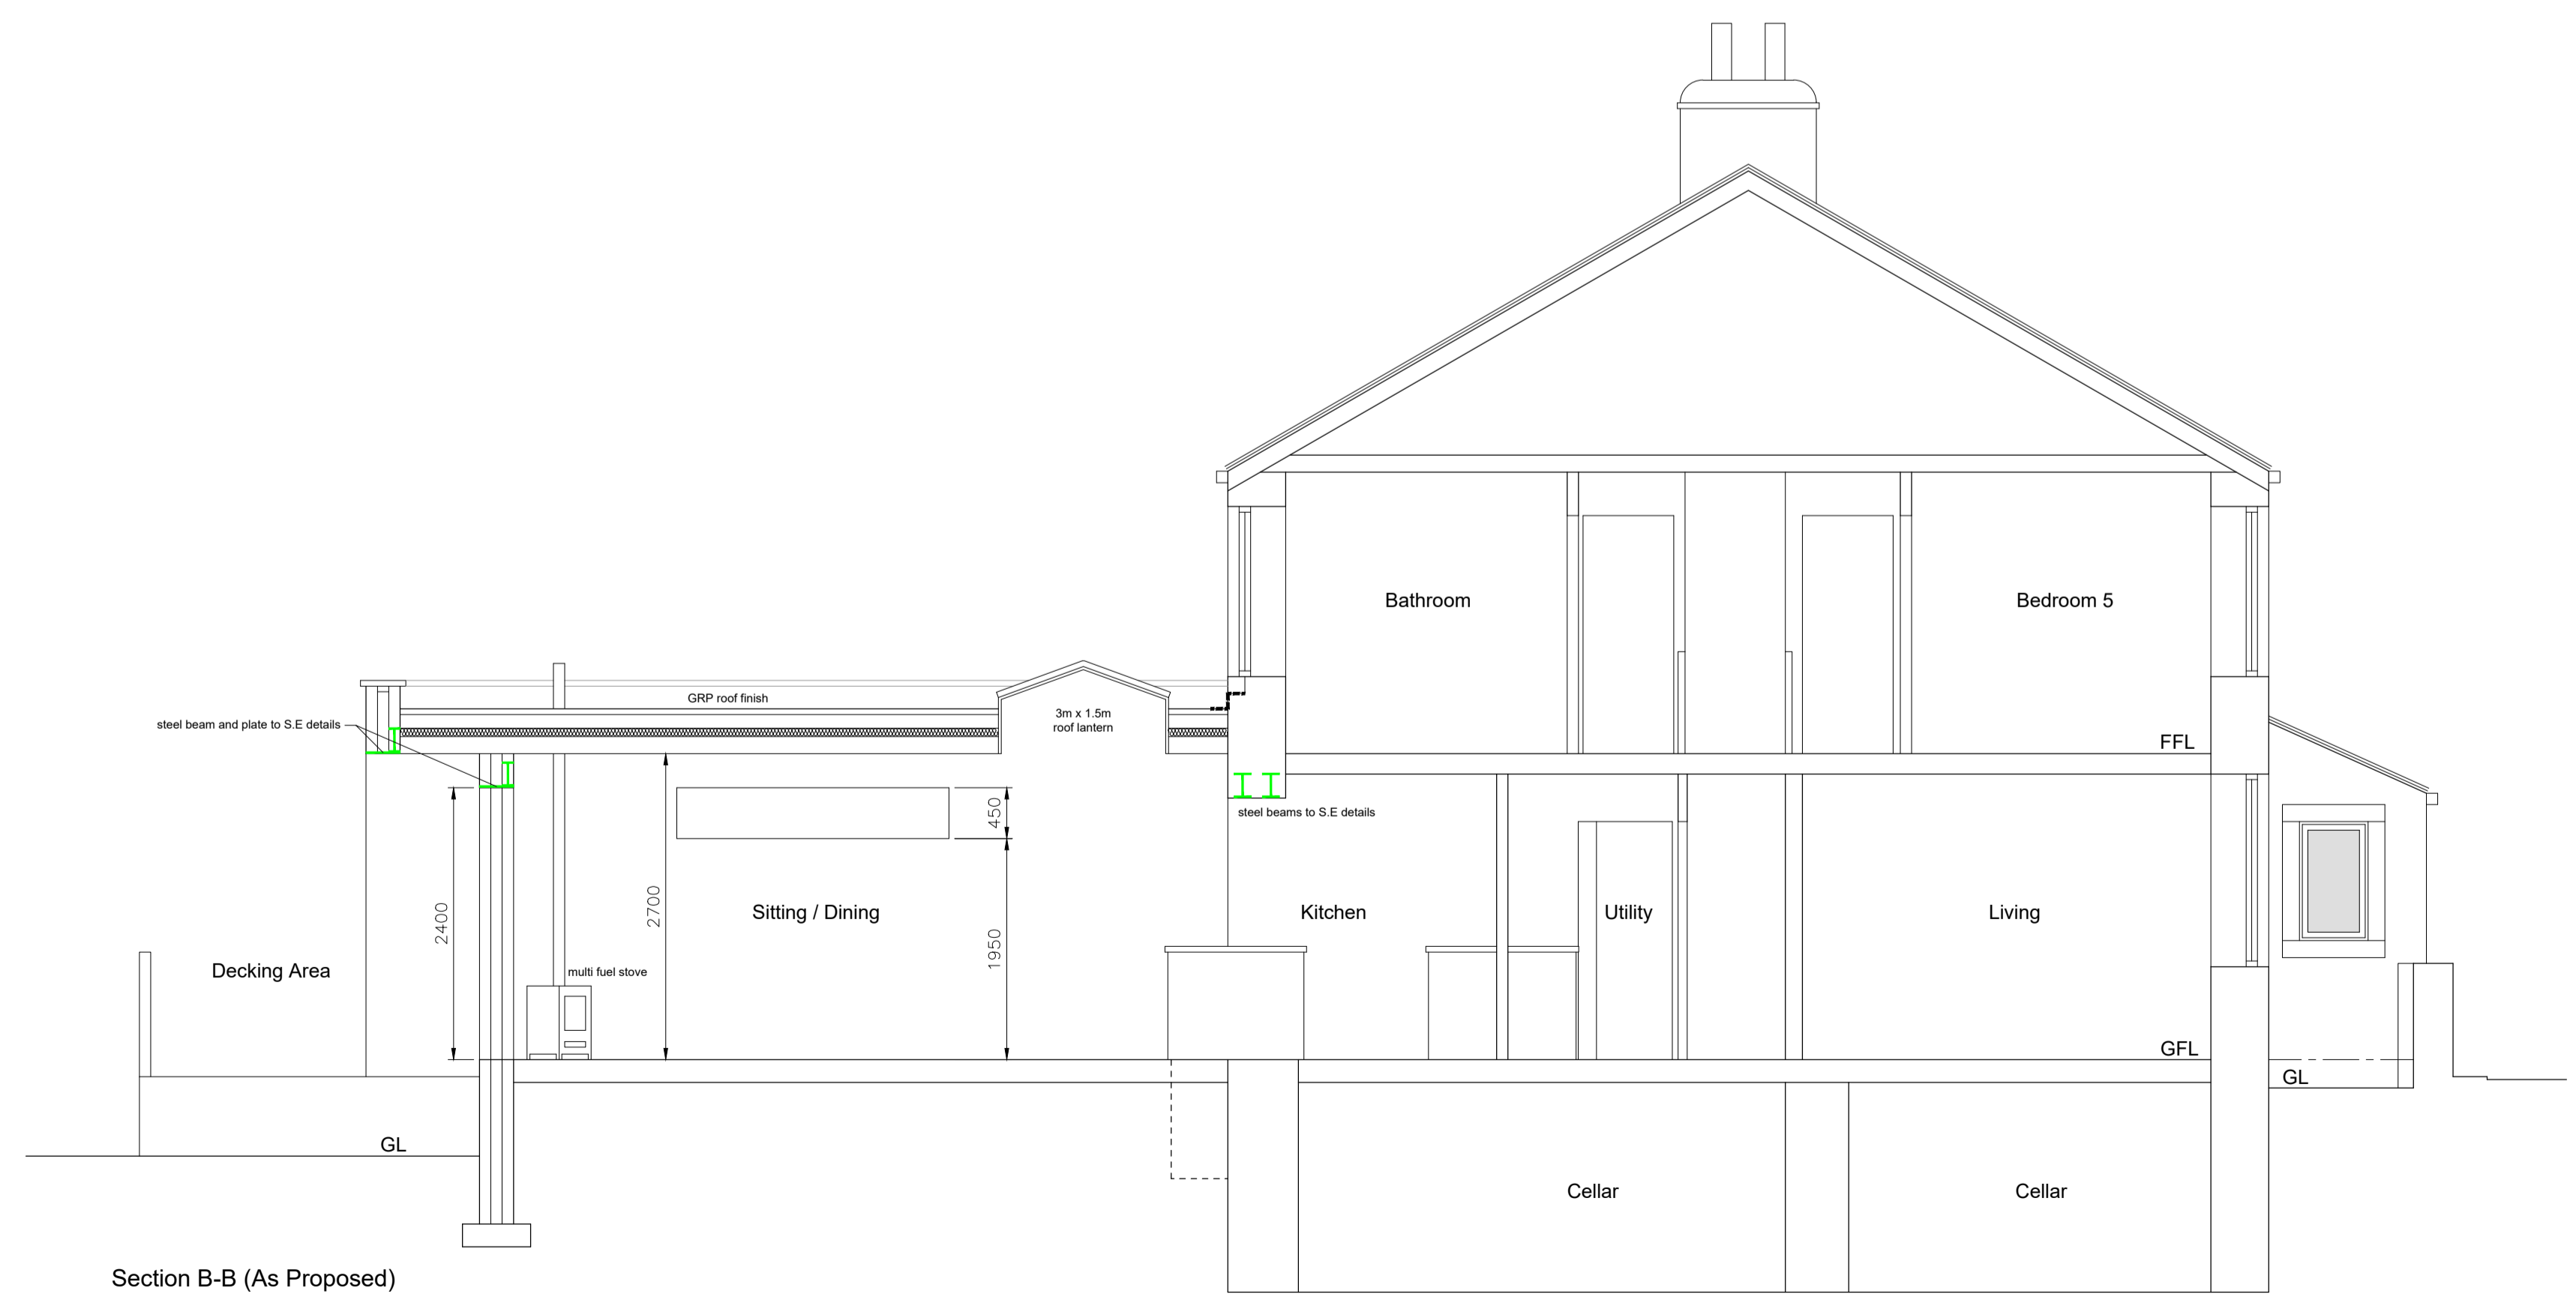 Bathroom
Bedroom 5
GRP roof finish
3m x 1.5m
roof lantern
steel beam and plate to S.E details
FFL
steel beams to S.E details
450
2400
2700
1950
Sitting / Dining
Kitchen
Utility
Living
Decking Area
multi fuel stove
GFL
GL
GL
Cellar
Cellar
Section B-B (As Proposed)